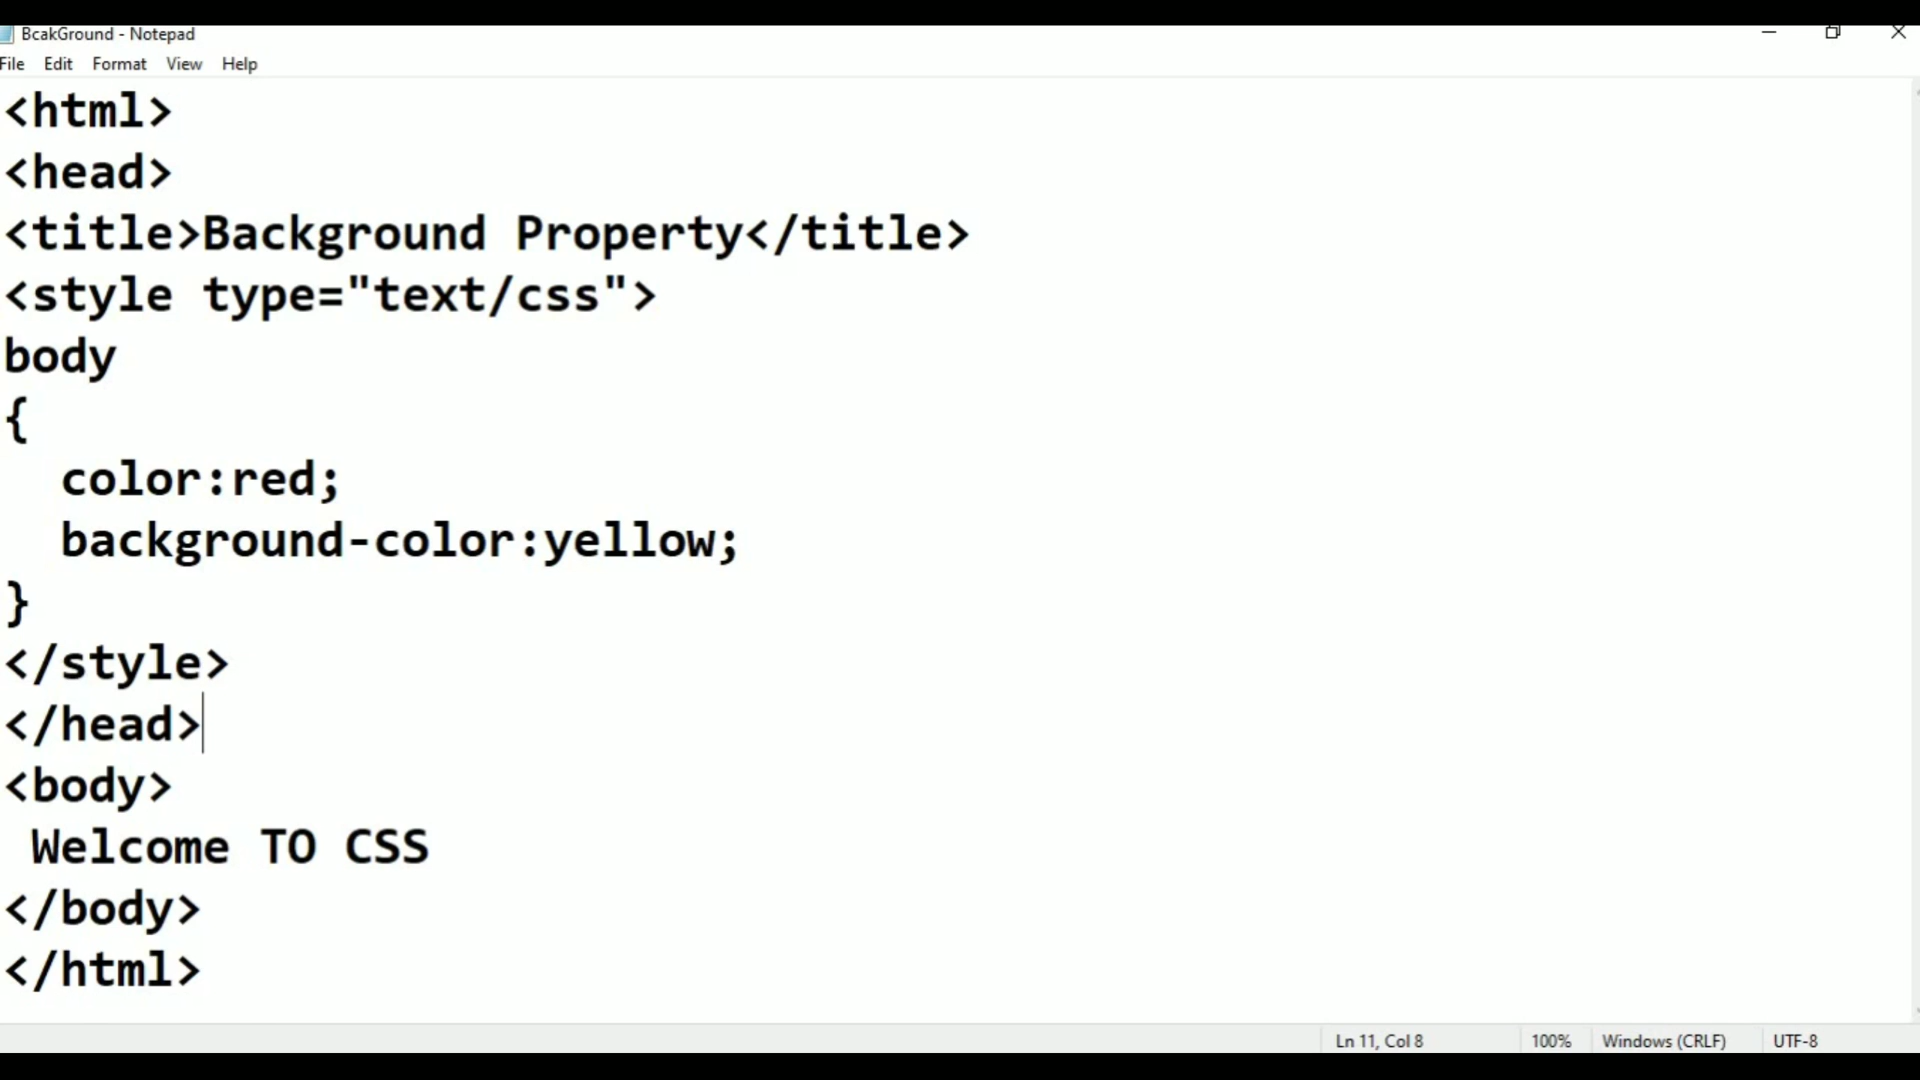 BcakGround - Notepad
File Edit Format View Help
<html>
<head>
<title>Background Property</title>
<style type="text/css">
body
{
  color:red;
  background-color:yellow;
}
</style>
</head>
<body>
 Welcome TO CSS
</body>
</html>
Ln 11, Col 8 100% Windows (CRLF) UTF-8